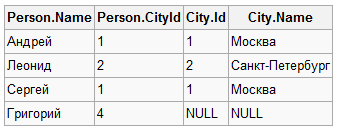 Person.Name Person.CityId City.Id City.Name
Андрей 1 1 Москва
Леонид 2 2 Санкт-Петербург
Сергей 1 1 Москва
Григорий 4 NULL NULL